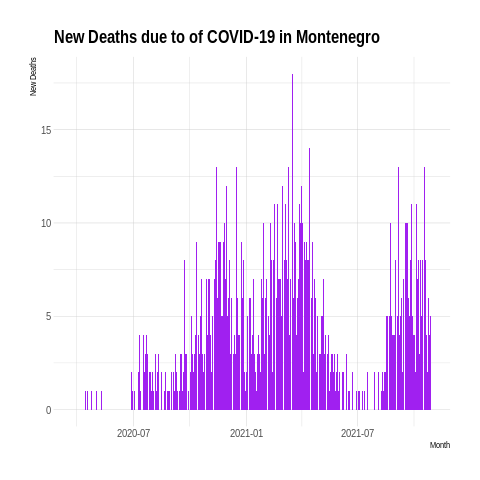 New Deaths due to of COVID-19 in Montenegro
New Deaths
15
10
5
0
2020-07
2021-01
2021-07
Month